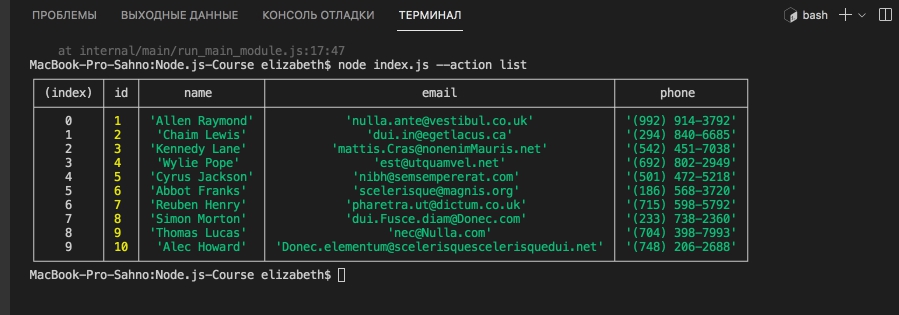 ПРОБЛЕМЫ ВЫХОДНЫЕ ДАННЫЕ КОНСОЛЬ ОТЛАДКИ ТЕРМИНАЛ bash
at internal/main/run_main_module.js:17:47
MacBook-Pro-Sahno:Node.js-Course elizabeth$ node index.js --action list
(index) id name email phone
0 1 'Allen Raymond' 'nulla.ante@vestibul.co.uk' '(992) 914-3792'
1 2 'Chaim Lewis' 'dui.in@egetlacus.ca' '(294) 840-6685'
2 3 'Kennedy Lane' 'mattis.Cras@nonenimMauris.net' '(542) 451-7038'
3 4 'Wylie Pope' 'est@utquamvel.net' '(692) 802-2949'
4 5 'Cyrus Jackson' 'nibh@semsempererat.com' '(501) 472-5218'
5 6 'Abbot Franks' 'scelerisque@magnis.org' '(186) 568-3720'
6 7 'Reuben Henry' 'pharetra.ut@dictum.co.uk' '(715) 598-5792'
7 8 'Simon Morton' 'dui.Fusce.diam@Donec.com' '(233) 738-2360'
8 9 'Thomas Lucas' 'nec@Nulla.com' '(704) 398-7993'
9 10 'Alec Howard' 'Donec.elementum@scelerisquescelerisquedui.net' '(748) 206-2688'
MacBook-Pro-Sahno:Node.js-Course elizabeth$